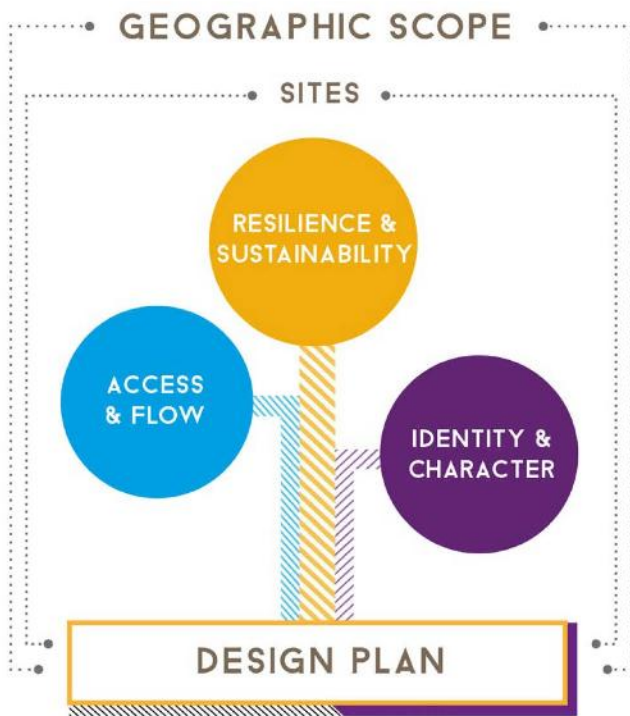 GEOGRAPHIC SCOPE
SITES
RESILIENCE &
SUSTAINABILITY
ACCESS
& FLOW
IDENTITY &
CHARACTER
DESIGN PLAN